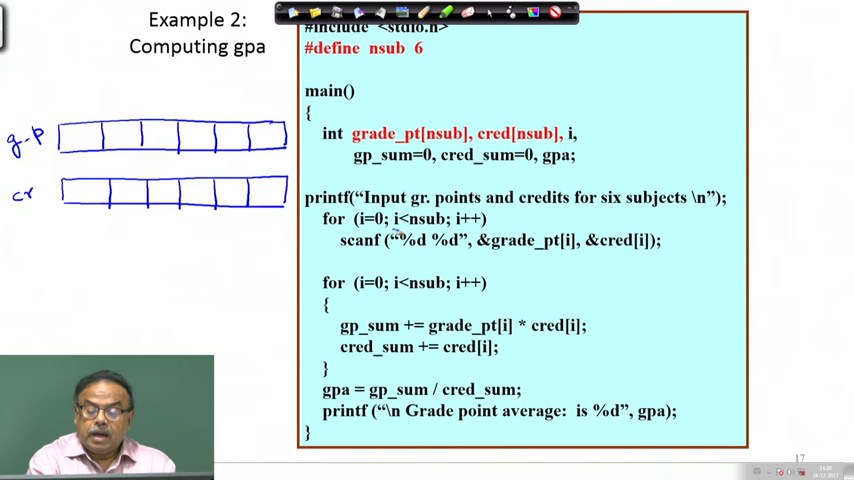 Example 2:
Computing gpa
g-p
cr
#include <stdio.h>
#define nsub 6
main()
{
int grade_pt[nsub], cred[nsub], i,
gp_sum=0, cred_sum=0, gpa;
printf(“Input gr. points and credits for six subjects \n”);
for (i=0; i<nsub; i++)
scanf (“%d %d”, &grade_pt[i], &cred[i]);
for (i=0; i<nsub; i++)
{
gp_sum += grade_pt[i] * cred[i];
cred_sum += cred[i];
}
gpa = gp_sum / cred_sum;
printf (“\n Grade point average: is %d”, gpa);
}
17